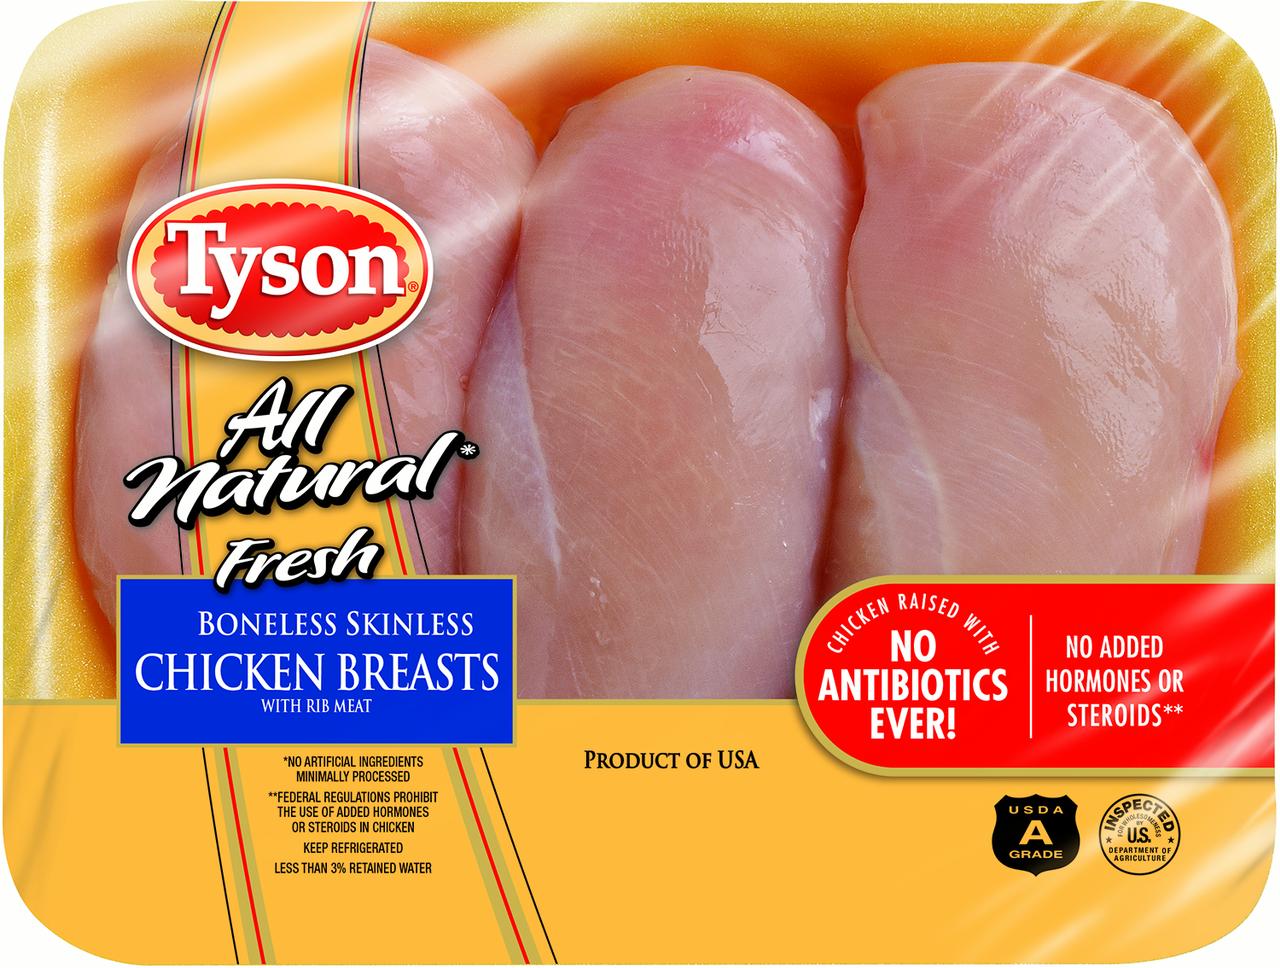 Tyson®
All
Natural*
Fresh
BONELESS SKINLESS
CHICKEN BREASTS
WITH RIB MEAT
*NO ARTIFICIAL INGREDIENTS
MINIMALLY PROCESSED
**FEDERAL REGULATIONS PROHIBIT
THE USE OF ADDED HORMONES
OR STEROIDS IN CHICKEN
KEEP REFRIGERATED
LESS THAN 3% RETAINED WATER
PRODUCT OF USA
CHICKEN RAISED WITH
NO
ANTIBIOTICS
EVER!
NO ADDED
HORMONES OR
STEROIDS**
USDA
A
GRADE
INSPECTED
FOR WHOLESOMENESS
BY
U.S.
DEPARTMENT OF
AGRICULTURE